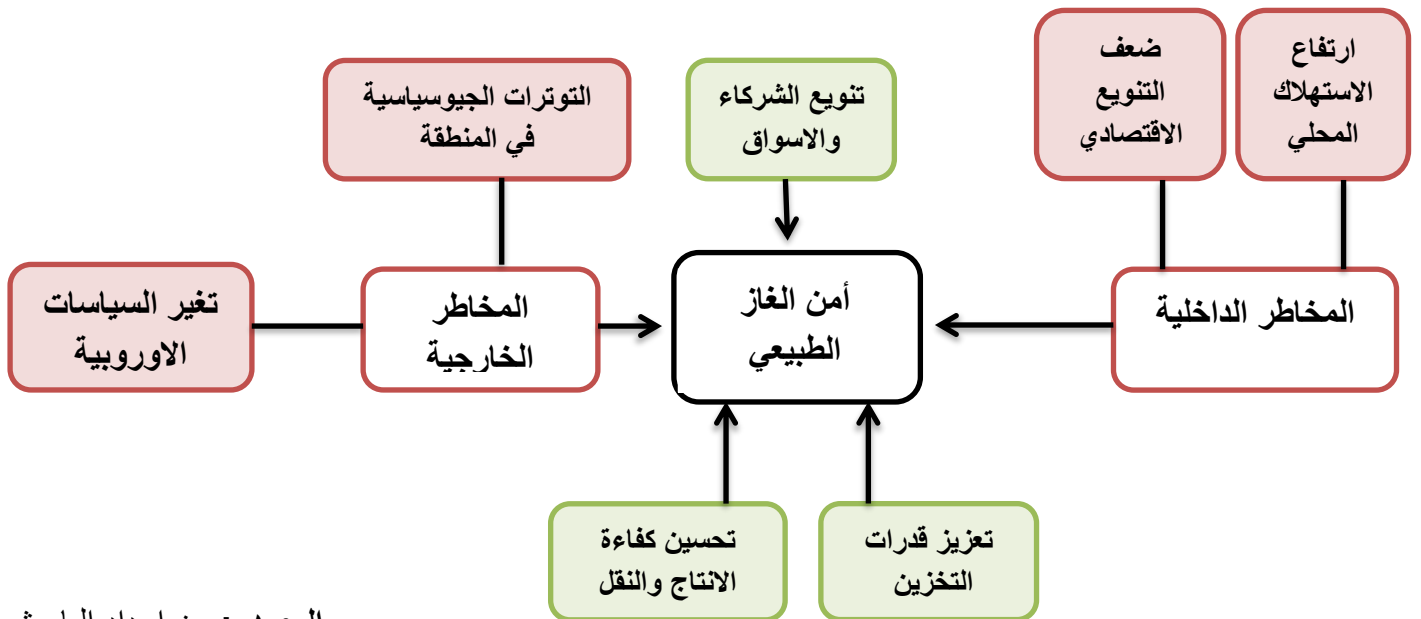 ارتفاع
الاستهلاك
المحلي
ضعف
التنويع
الاقتصادي
تنويع الشركاء
والاسواق
التوترات الجيوسياسية
في المنطقة
المخاطر الداخلية
أمن الغاز
الطبيعي
المخاطر
الخارجية
تغير السياسات
الاوروبية
تعزيز قدرات
التخزين
تحسين كفاءة
الانتاج والنقل